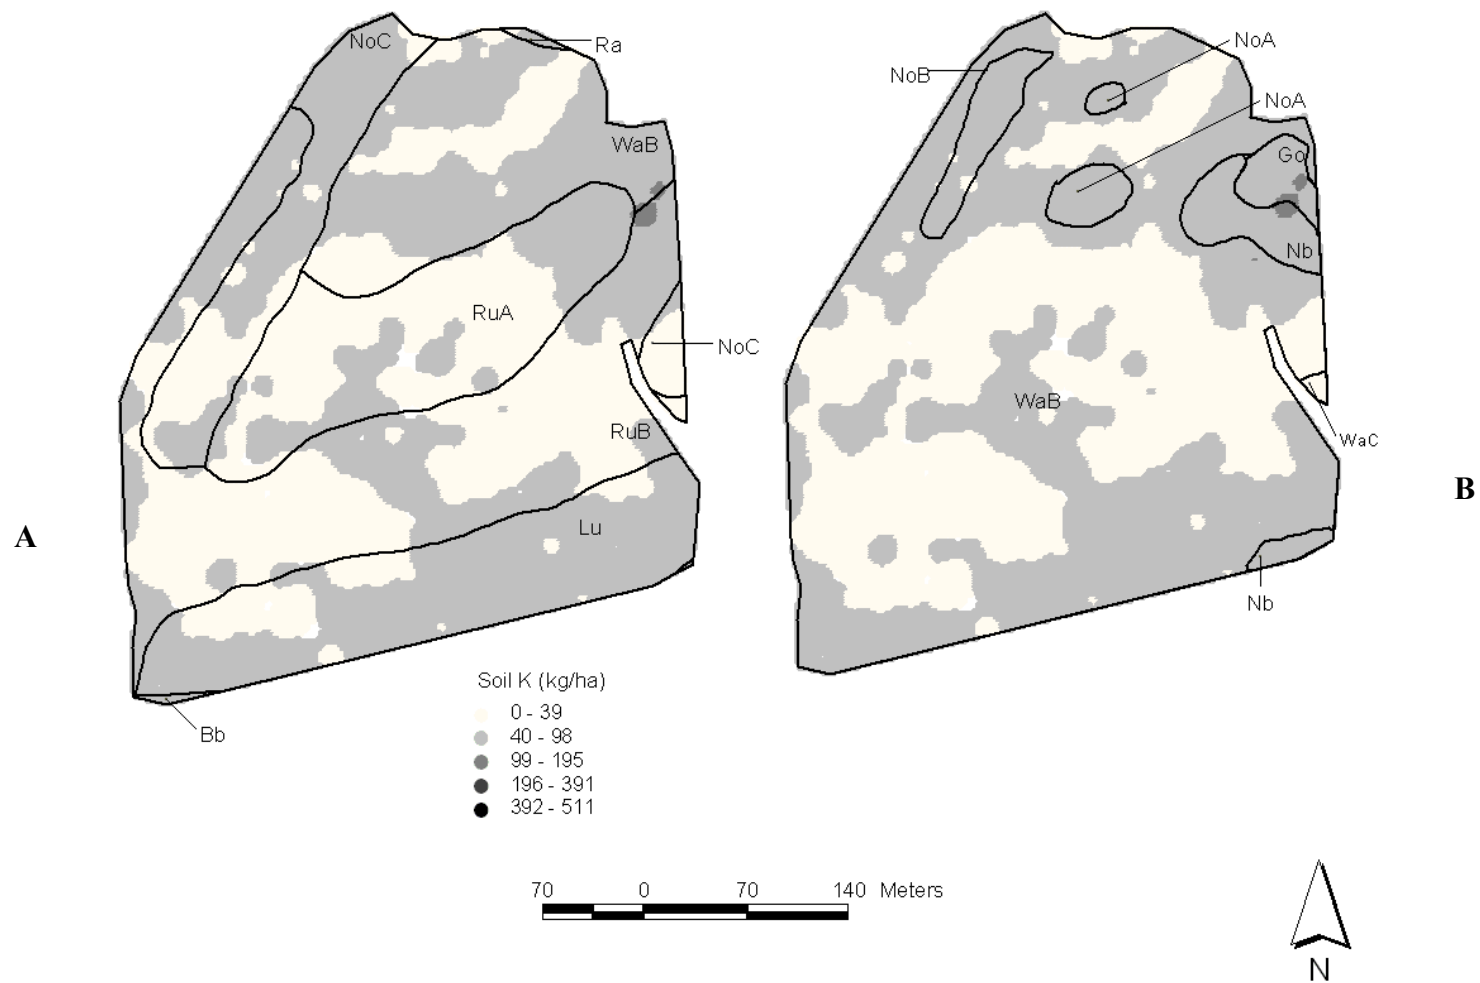 NoC
Ra
WaB
RuA
NoC
RuB
Lu
Bb
A
NoA
NoB
NoA
Go
Nb
WaB
WaC
Nb
B
Soil K (kg/ha)
0 - 39
40 - 98
99 - 195
196 - 391
392 - 511
70 0 70 140 Meters
N